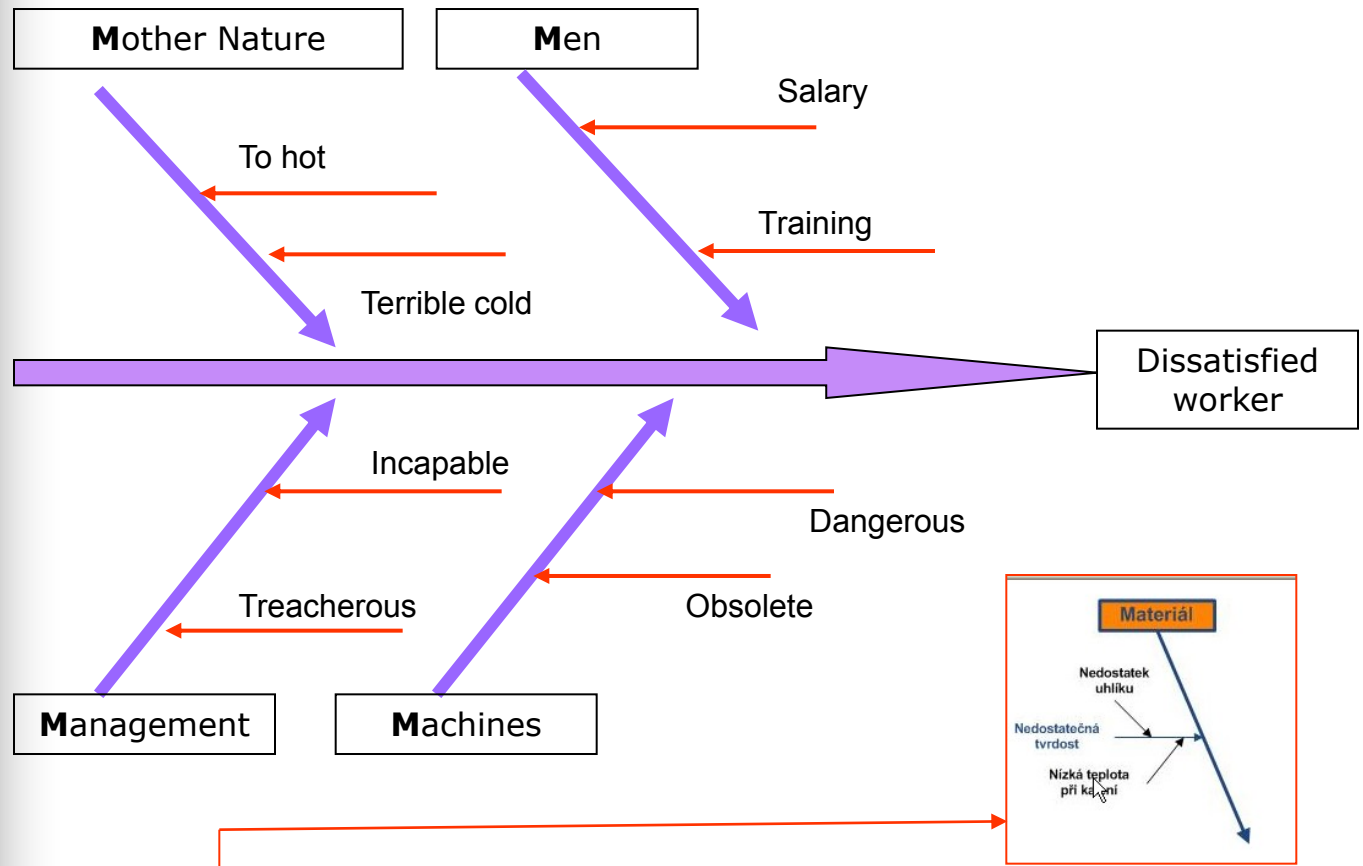 Mother Nature
Men
Salary
To hot
Training
Terrible cold
Dissatisfied
worker
Incapable
Dangerous
Treacherous
Obsolete
Management
Machines
Materiál
Nedostatek
uhlíku
Nedostatečná
tvrdost
Nízká teplota
při kalení